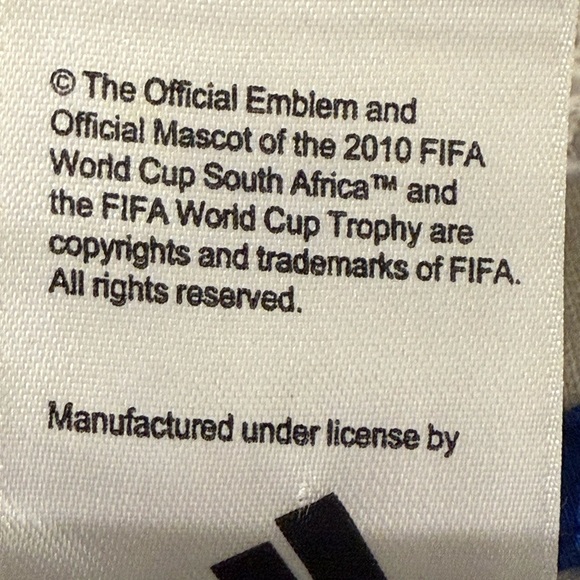 © The Official Emblem and
Official Mascot of the 2010 FIFA
World Cup South Africa™ and
the FIFA World Cup Trophy are
copyrights and trademarks of FIFA.
All rights reserved.
Manufactured under license by